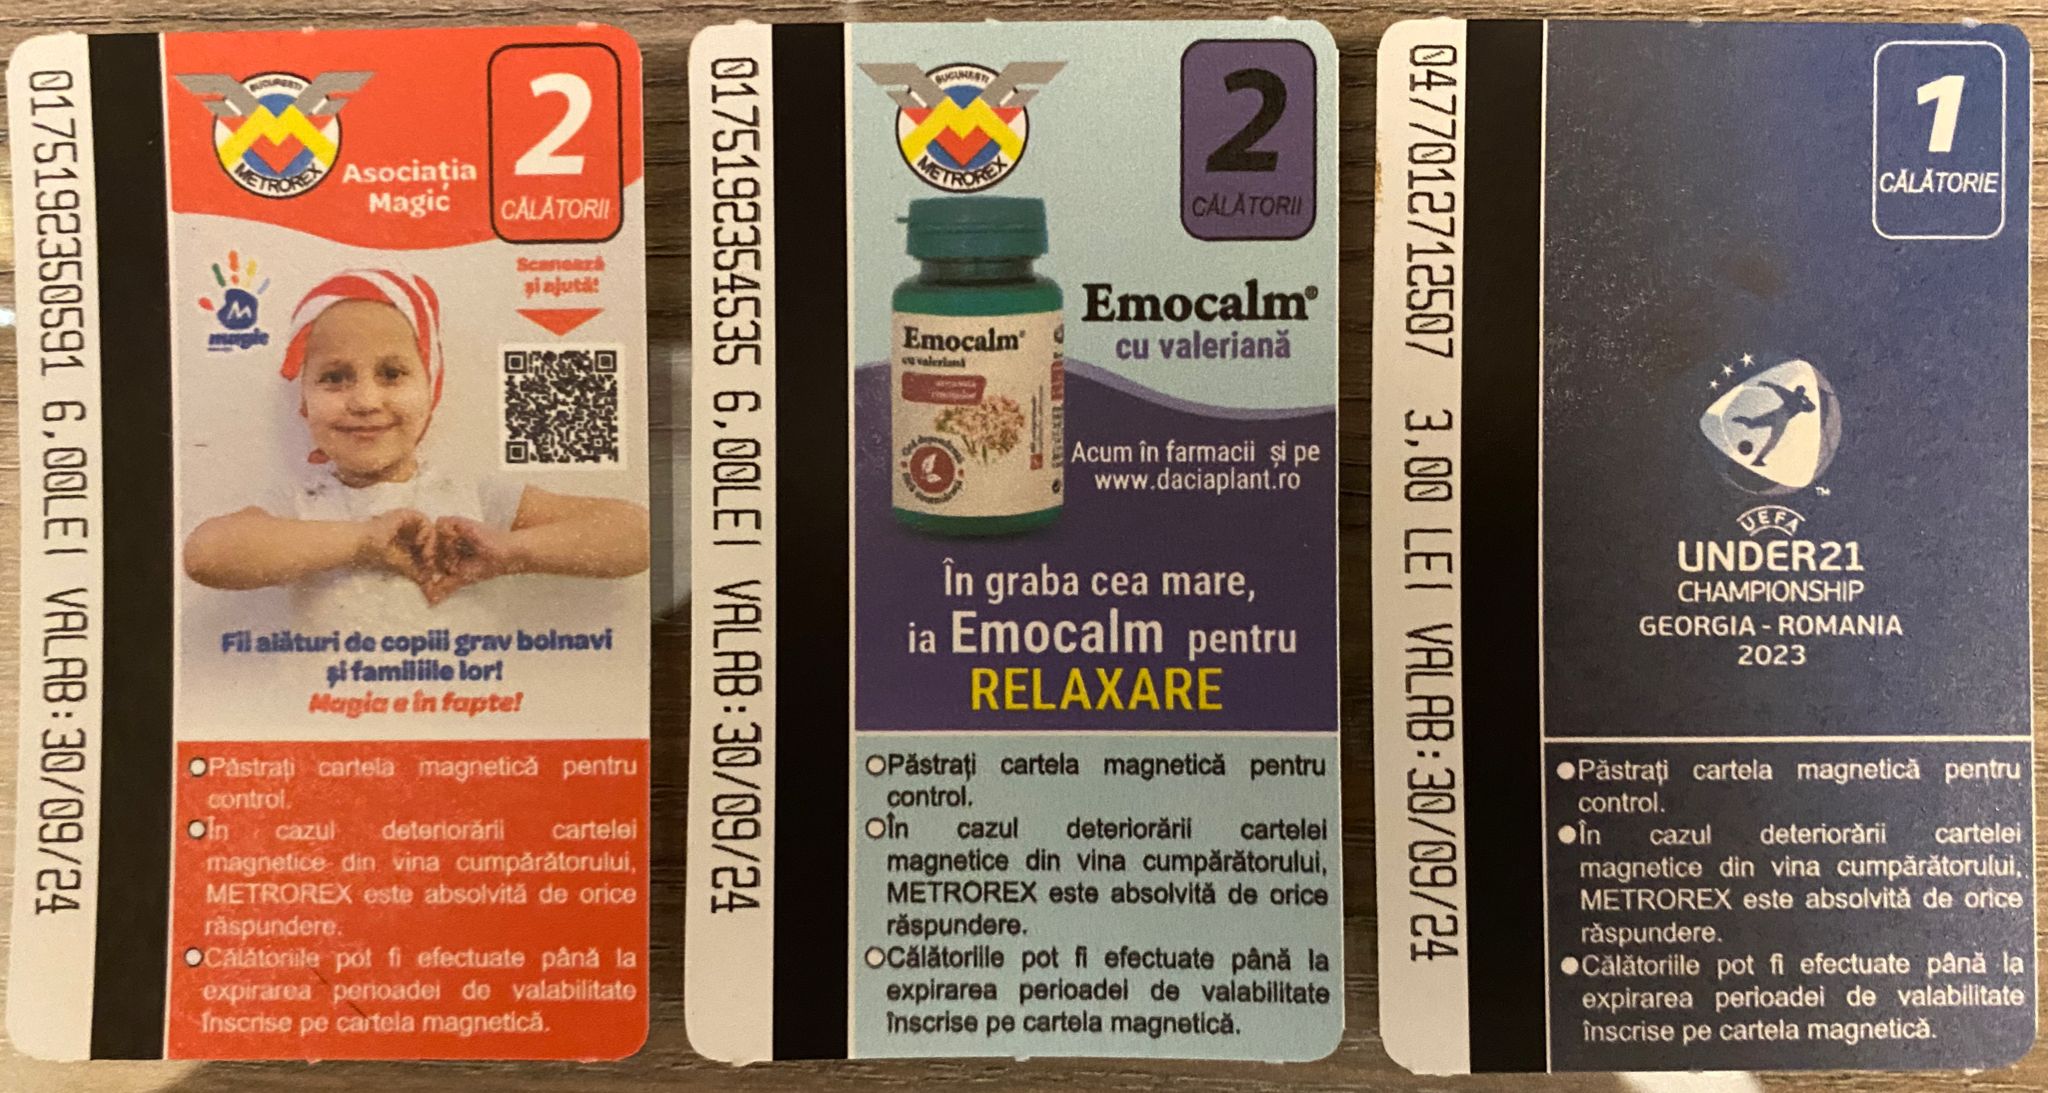 01751923505​91 6,00LEI VALAB:30/09/24
BUCUREȘTI
METROREX
Asociația
Magic
2
CĂLĂTORII
Scanează
și ajută!
M
magic
Fii alături de copiii grav bolnavi
și familiile lor!
Magia e în fapte!
Păstrați cartela magnetică pentru
control.
În cazul deteriorării cartelei
magnetice din vina cumpărătorului,
METROREX este absolvită de orice
răspundere.
Călătoriile pot fi efectuate până la
expirarea perioadei de valabilitate
înscrise pe cartela magnetică.
0175192354535 6,00LEI VALAB:30/09/24
BUCUREȘTI
METROREX
2
CĂLĂTORII
Emocalm®
cu valeriană
Emocalm®
cu valeriană
Acum în farmacii și pe
www.daciaplant.ro
În graba cea mare,
ia Emocalm pentru
RELAXARE
Păstrați cartela magnetică pentru
control.
În cazul deteriorării cartelei
magnetice din vina cumpărătorului,
METROREX este absolvită de orice
răspundere.
Călătoriile pot fi efectuate până la
expirarea perioadei de valabilitate
înscrise pe cartela magnetică.
0477012712507 3,00 LEI VALAB:30/09/24
1
CĂLĂTORIE
TM
UEFA
UNDER21
CHAMPIONSHIP
GEORGIA - ROMANIA
2023
Păstrați cartela magnetică pentru
control.
În cazul deteriorării cartelei
magnetice din vina cumpărătorului,
METROREX este absolvită de orice
răspundere.
Călătoriile pot fi efectuate până la
expirarea perioadei de valabilitate
înscrise pe cartela magnetică.